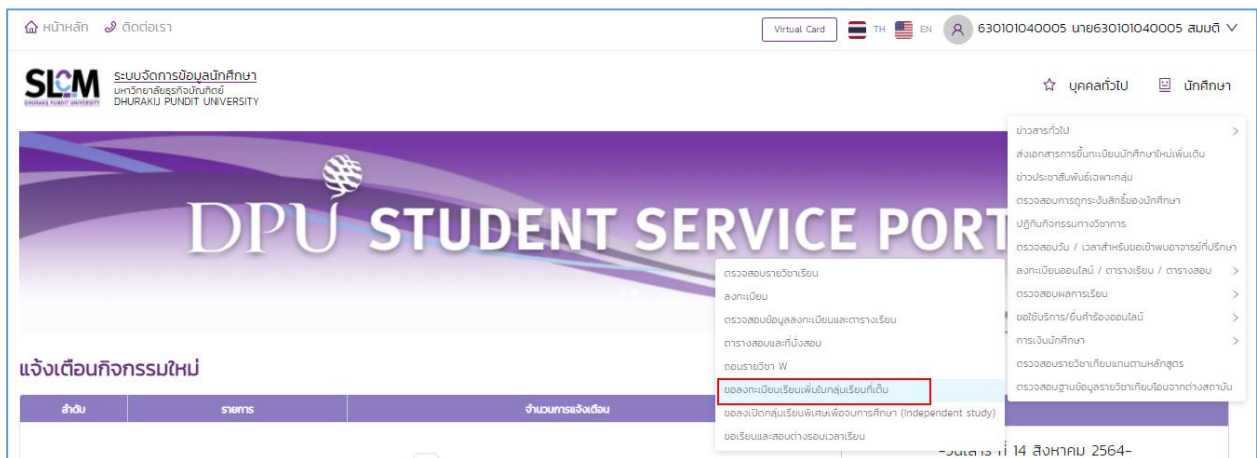 หน้าหลัก ติดต่อเรา
Virtual Card TH EN 630101040005 นาย630101040005 สมมติ
SLCM
DHURAKIJ PUNDIT UNIVERSITY
ระบบจัดการข้อมูลนักศึกษา
มหาวิทยาลัยธุรกิจบัณฑิตย์
DHURAKIJ PUNDIT UNIVERSITY
บุคคลทั่วไป นักศึกษา
ข่าวสารทั่วไป
ส่งเอกสารการขึ้นทะเบียนนักศึกษาใหม่เพิ่มเติม
ข่าวประชาสัมพันธ์เฉพาะกลุ่ม
ตรวจสอบการถูกระงับสิทธิ์ของนักศึกษา
ปฏิทินกิจกรรมทางวิชาการ
ตรวจสอบวัน / เวลาสำหรับขอเข้าพบอาจารย์ที่ปรึกษา
ลงทะเบียนออนไลน์ / ตารางเรียน / ตารางสอบ
ตรวจสอบผลการเรียน
ขอใช้บริการ/ยื่นคำร้องออนไลน์
การเงินนักศึกษา
ตรวจสอบรายวิชาเทียบแทนตามหลักสูตร
ตรวจสอบฐานข้อมูลรายวิชาเทียบโอนจากต่างสถาบัน
DPU STUDENT SERVICE PORT
ตรวจสอบรายวิชาเรียน
ลงทะเบียน
ตรวจสอบข้อมูลลงทะเบียนและตารางเรียน
ตารางสอบและที่นั่งสอบ
ถอนรายวิชา W
ขอลงทะเบียนเรียนเพิ่มในกลุ่มเรียนที่เต็ม
ขอลงเปิดกลุ่มเรียนพิเศษเพื่อจบการศึกษา (Independent study)
ขอเรียนและสอบต่างรอบเวลาเรียน
แจ้งเตือนกิจกรรมใหม่
ลำดับ รายการ จำนวนการแจ้งเตือน
-วันเสาร์ ที่ 14 สิงหาคม 2564-